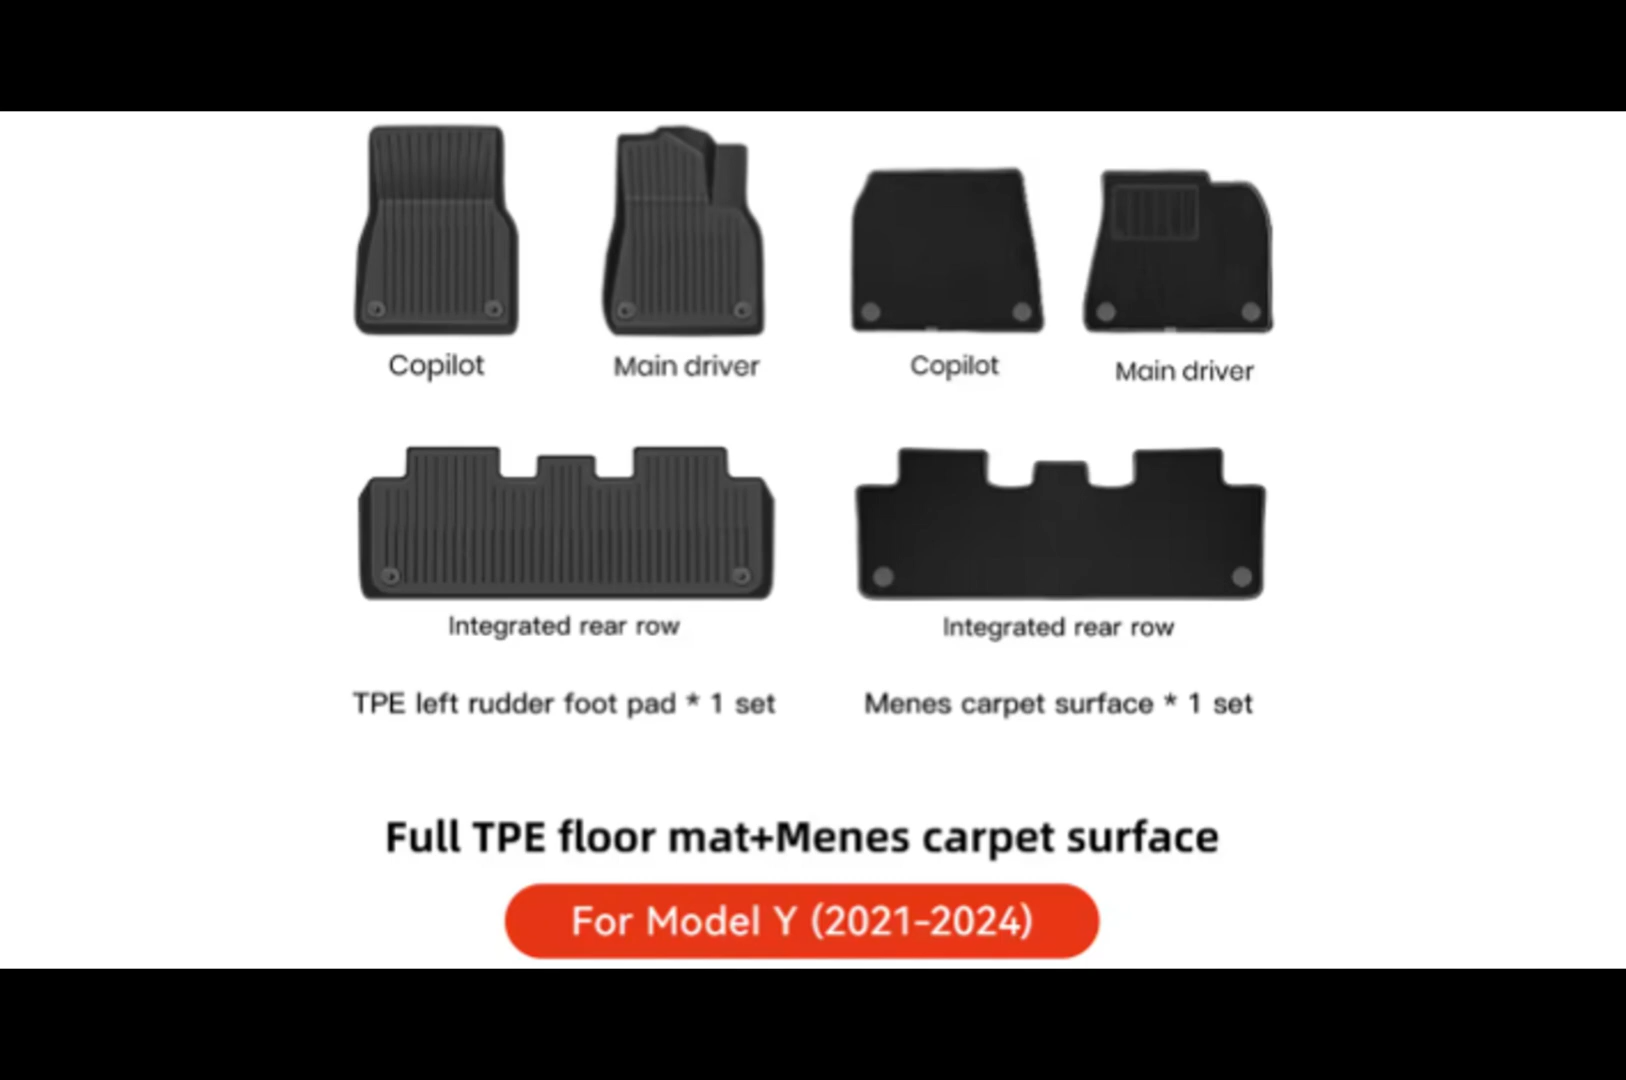 Copilot
Main driver
Copilot
Main driver
Integrated rear row
Integrated rear row
TPE left rudder foot pad * 1 set
Menes carpet surface * 1 set
Full TPE floor mat+Menes carpet surface
For Model Y (2021-2024)